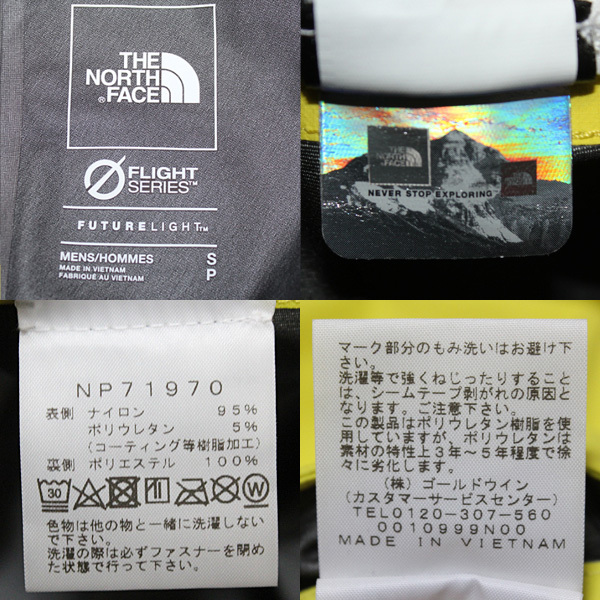 THE
NORTH
FACE®
FLIGHT
SERIES™
FUTURELIGHT™
MENS/HOMMES S
MADE IN VIETNAM P
FABRIQUÉ AU VIETNAM
THE
NORTH
FACE
THE
NORTH
FACE
NEVER STOP EXPLORING
NP71970
表側 ナイロン 95%
ポリウレタン 5%
(コーティング等樹脂加工)
裏側 ポリエステル 100%
30
W
色物は他の物と一緒に洗濯しない
で下さい。
洗濯の際は必ずファスナーを閉め
た状態で行って下さい。
マーク部分のもみ洗いはお避け下
さい。
洗濯等で強くねじったりすること
は、シームテープ剥がれの原因と
なります。ご注意下さい。
この製品はポリウレタン樹脂を使
用していますが、ポリウレタンは
素材の特性上3年~5年程度で徐
々に劣化します。
(株)ゴールドウイン
(カスタマーサービスセンター)
TEL0120-307-560
0010999N00
MADE IN VIETNAM